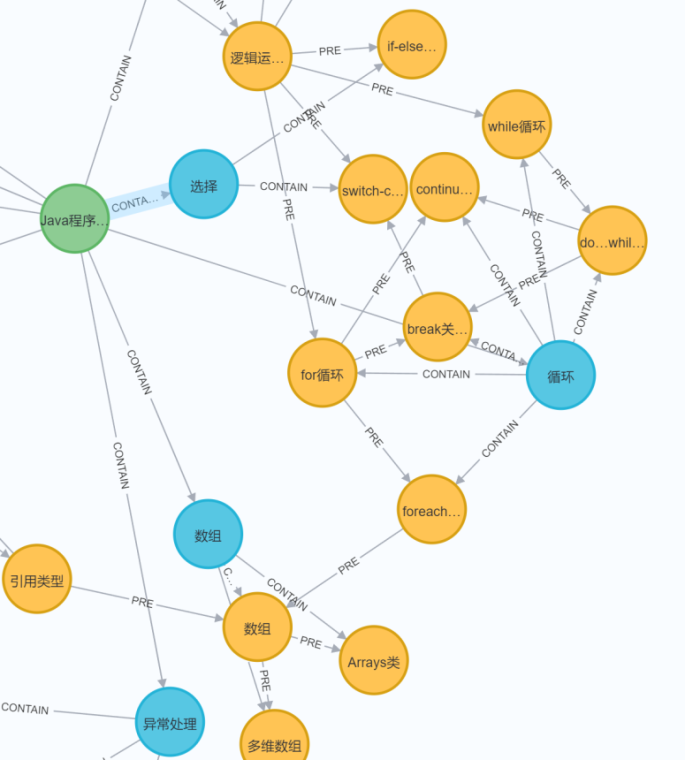 IN
CONTAIN
逻辑运…
PRE
if-else…
PRE
while循环
CONTAIN
PRE
选择
CONTAIN
switch-c…
continu…
PRE
Java程序…
CONTA…
PRE
PRE
do…whil…
CONTAIN
PRE
PRE
CONTAIN
PRE
CONTAIN
CONTAIN
break关…
PRE
CONTA…
for循环
CONTAIN
循环
CONTAIN
PRE
CONTAIN
CONTAIN
foreach…
数组
PRE
引用类型
C…
CONTAIN
PRE
数组
PRE
Arrays类
PRE
CONTAIN
异常处理
多维数组